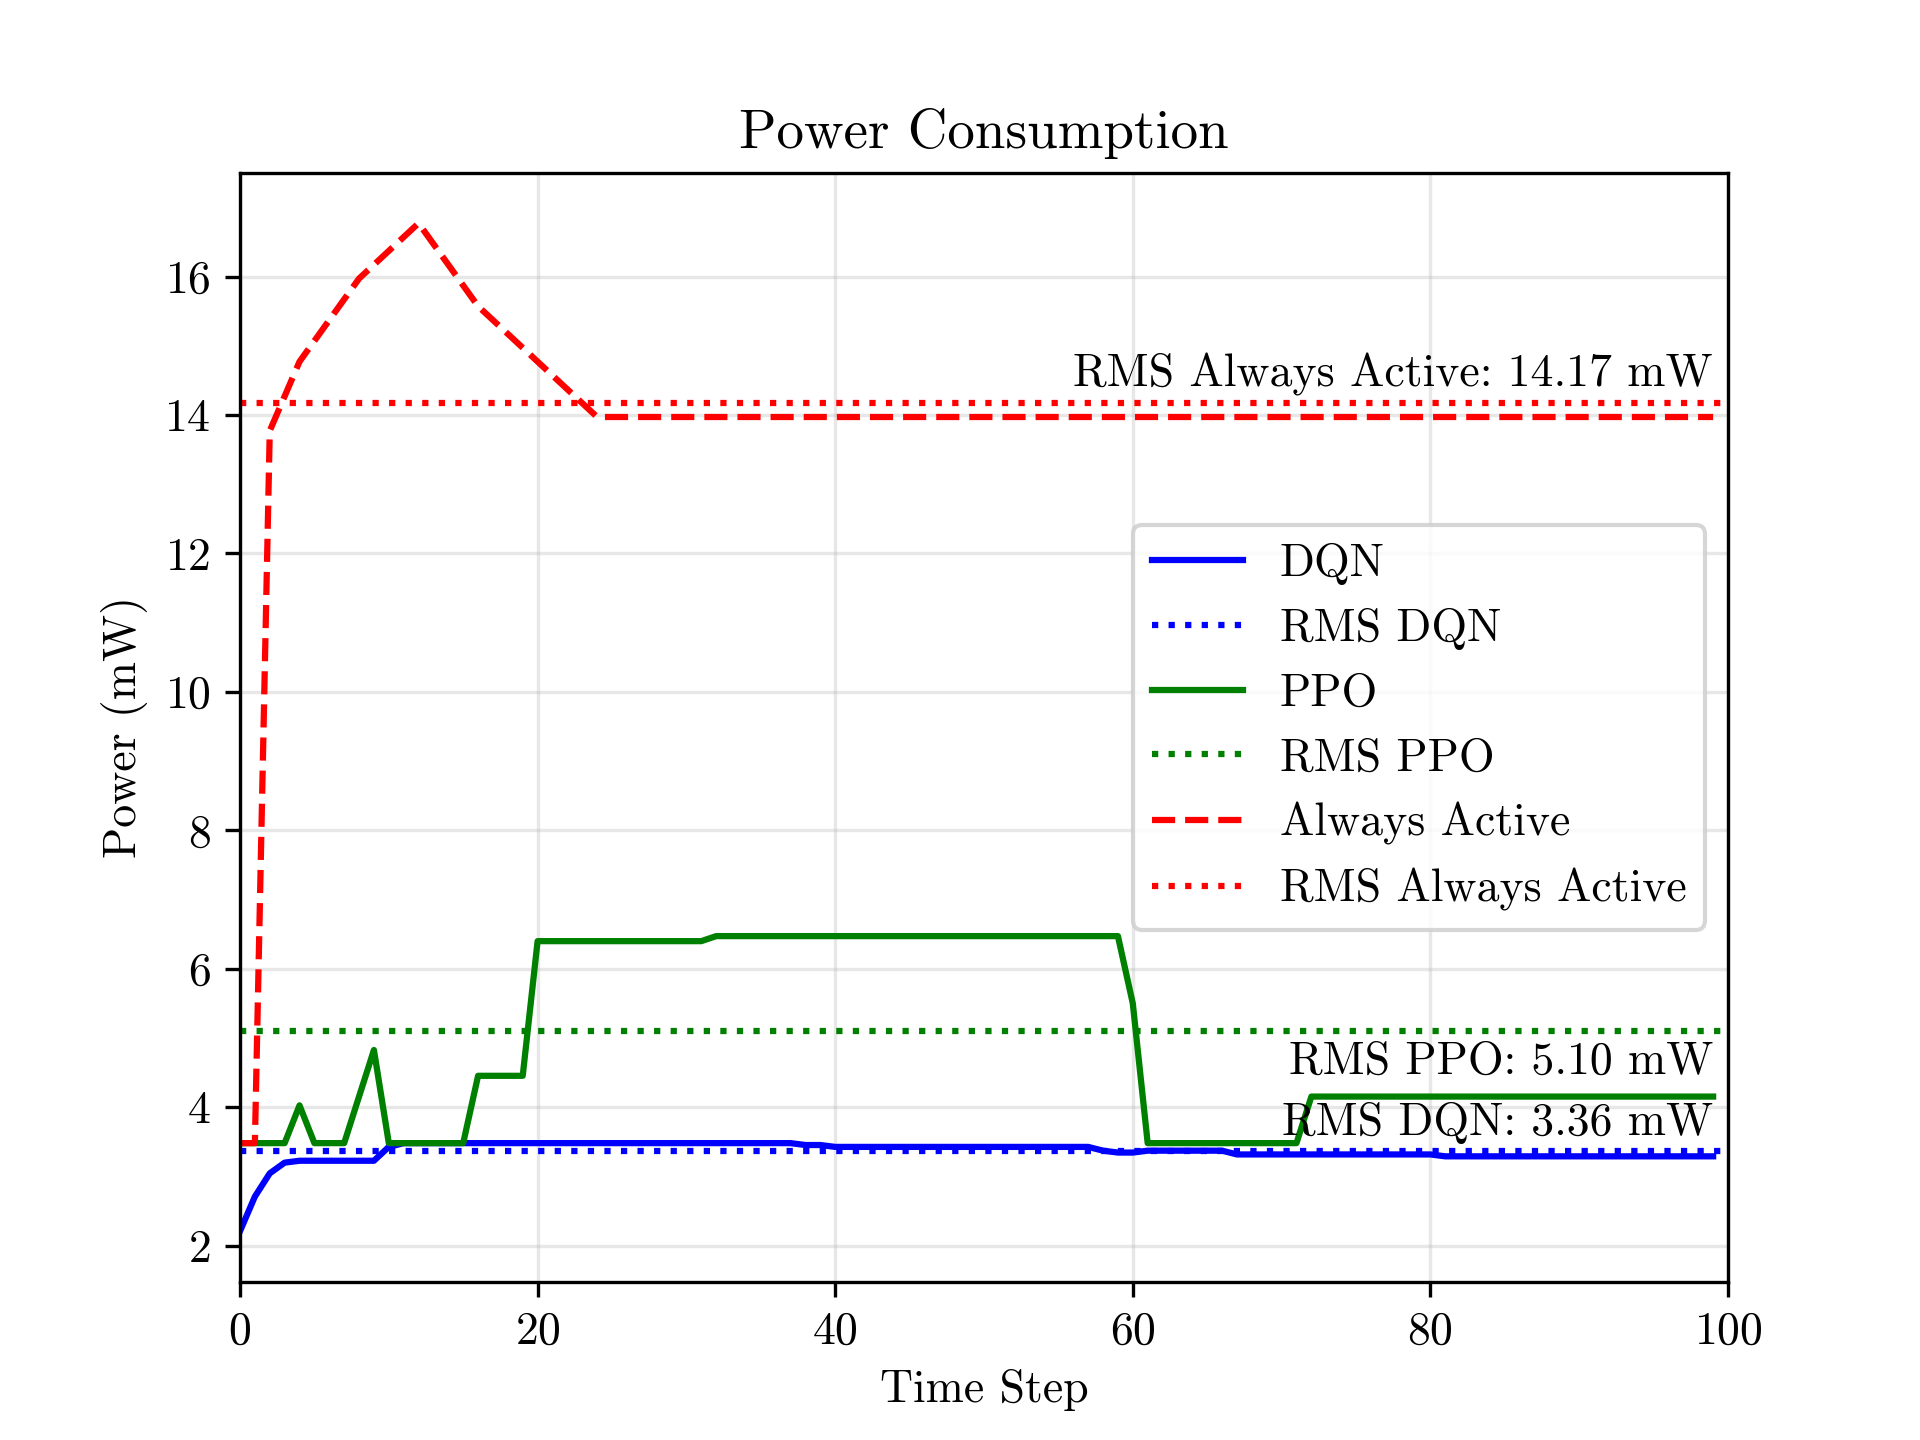 Power Consumption
Power (mW)
16
14
12
10
8
6
4
2
RMS Always Active: 14.17 mW
DQN
RMS DQN
PPO
RMS PPO
Always Active
RMS Always Active
RMS PPO: 5.10 mW
RMS DQN: 3.36 mW
0 20 40 60 80 100
Time Step